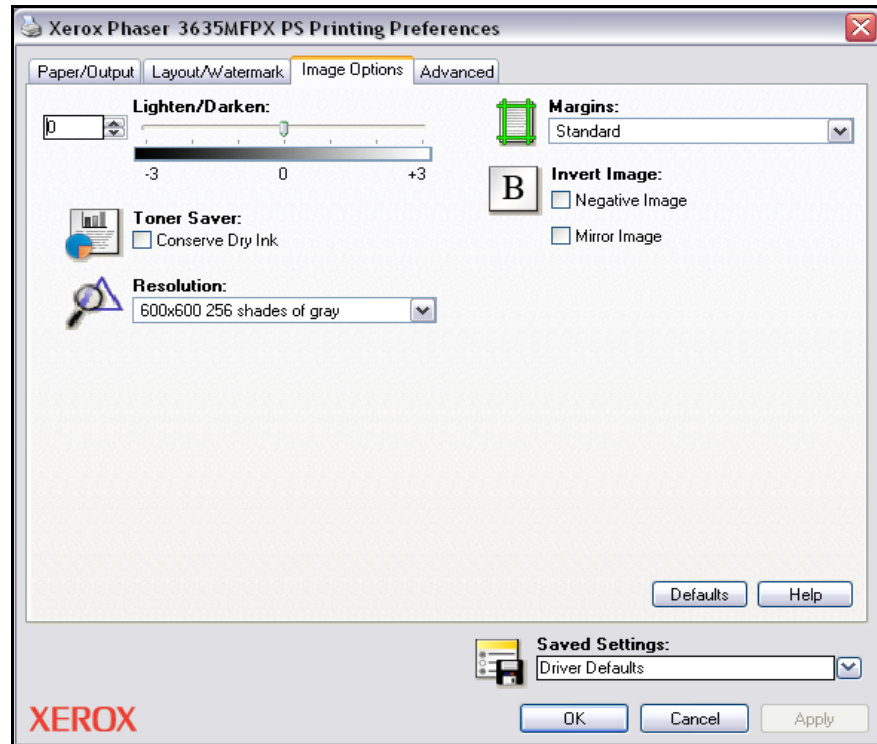 Xerox Phaser 3635MFPX PS Printing Preferences
Paper/Output Layout/Watermark Image Options Advanced
Lighten/Darken:
0
-3 0 +3
Toner Saver:
Conserve Dry Ink
Resolution:
600x600 256 shades of gray
Margins:
Standard
B
Invert Image:
Negative Image
Mirror Image
Defaults Help
Saved Settings:
Driver Defaults
XEROX
OK Cancel Apply